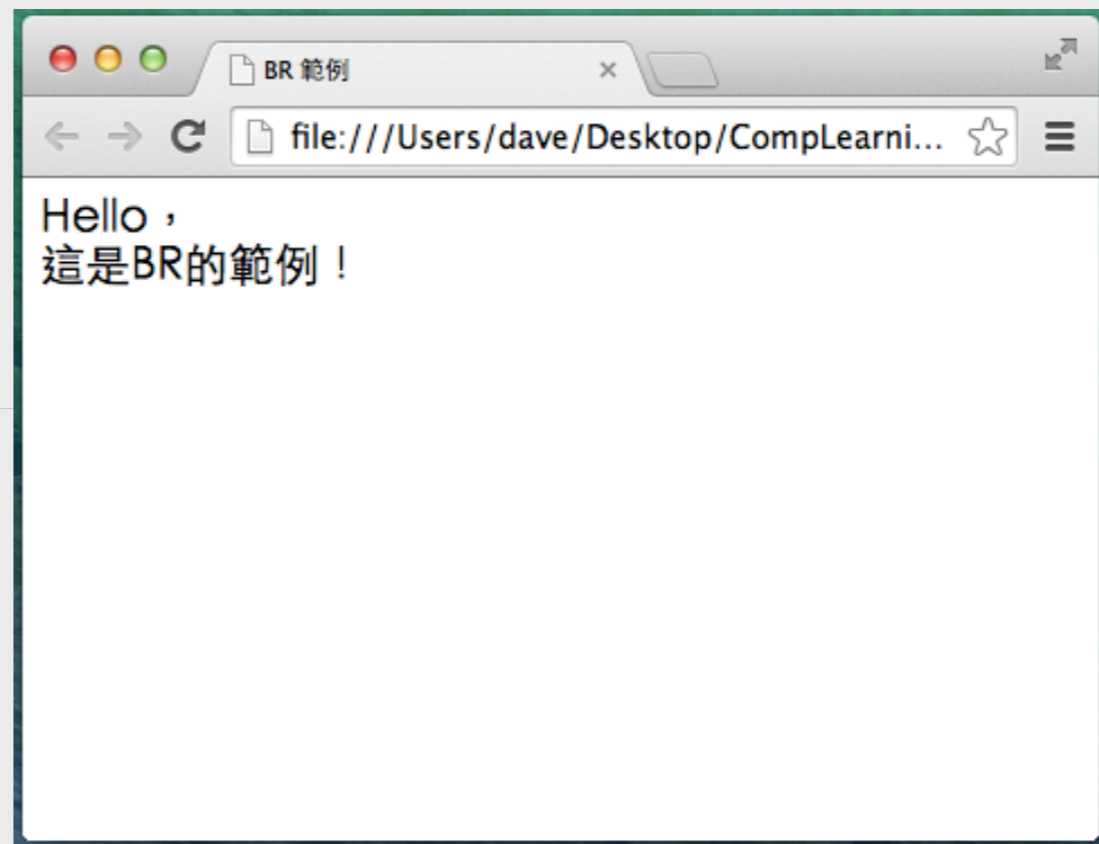 BR 範例
file:///Users/dave/Desktop/CompLearni...
Hello，
這是BR的範例！